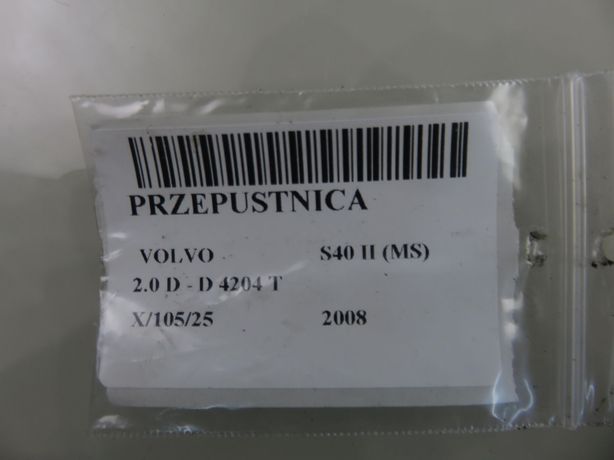 PRZEPUSTNICA
VOLVO S40 II (MS)
2.0 D - D 4204 T
X/105/25 2008